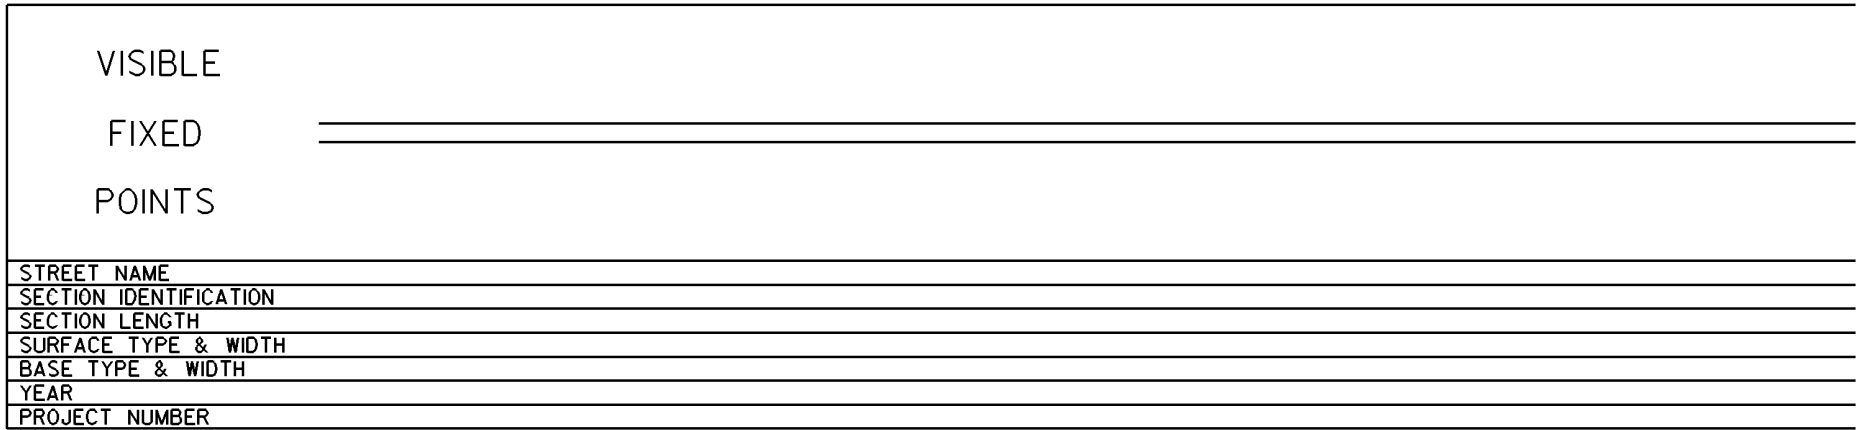 VISIBLE
FIXED
POINTS
STREET NAME
SECTION IDENTIFICATION
SECTION LENGTH
SURFACE TYPE & WIDTH
BASE TYPE & WIDTH
YEAR
PROJECT NUMBER